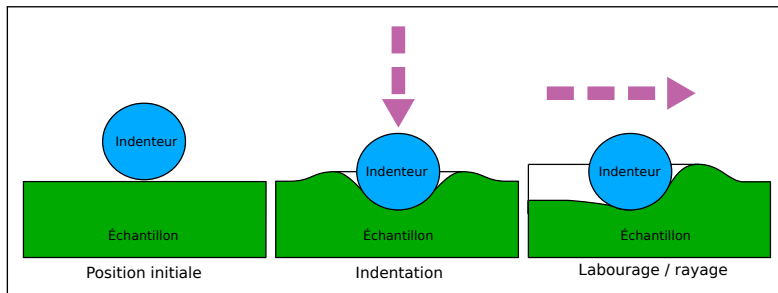 Indenteur
Échantillon
Position initiale
Indenteur
Échantillon
Indentation
Indenteur
Échantillon
Labourage / rayage